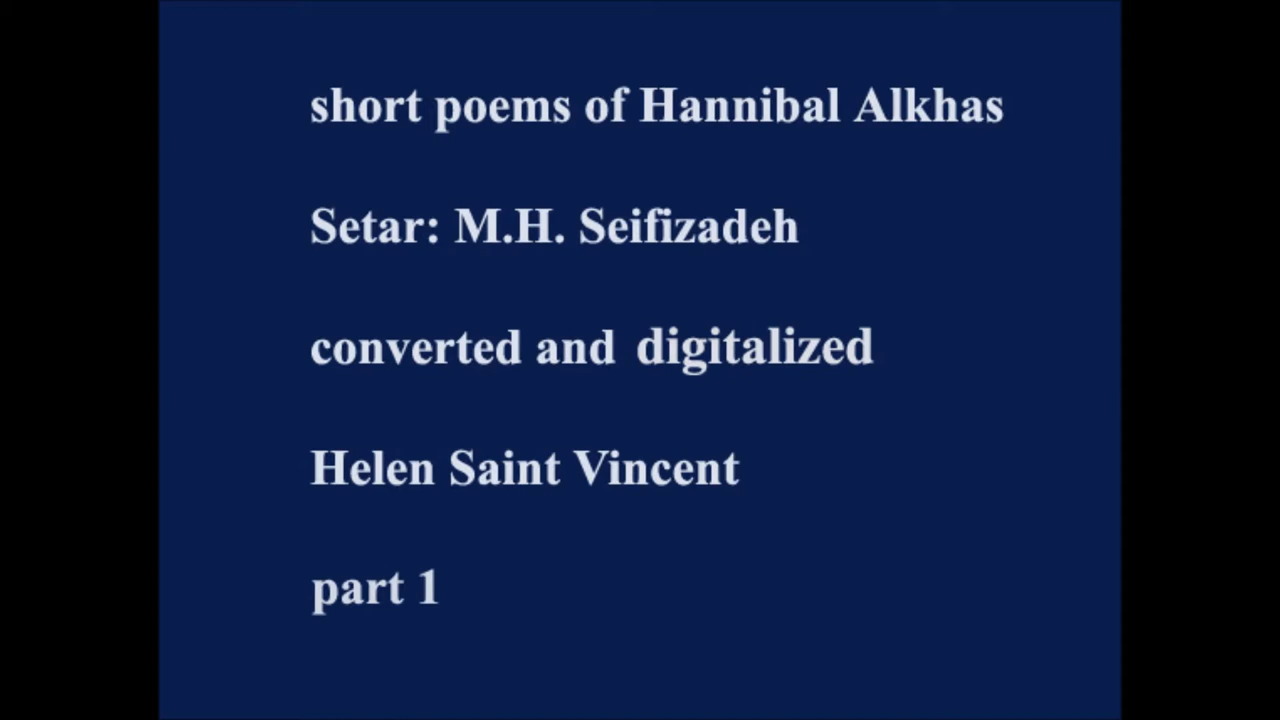 short poems of Hannibal Alkhas
Setar: M.H. Seifizadeh
converted and digitalized
Helen Saint Vincent
part 1